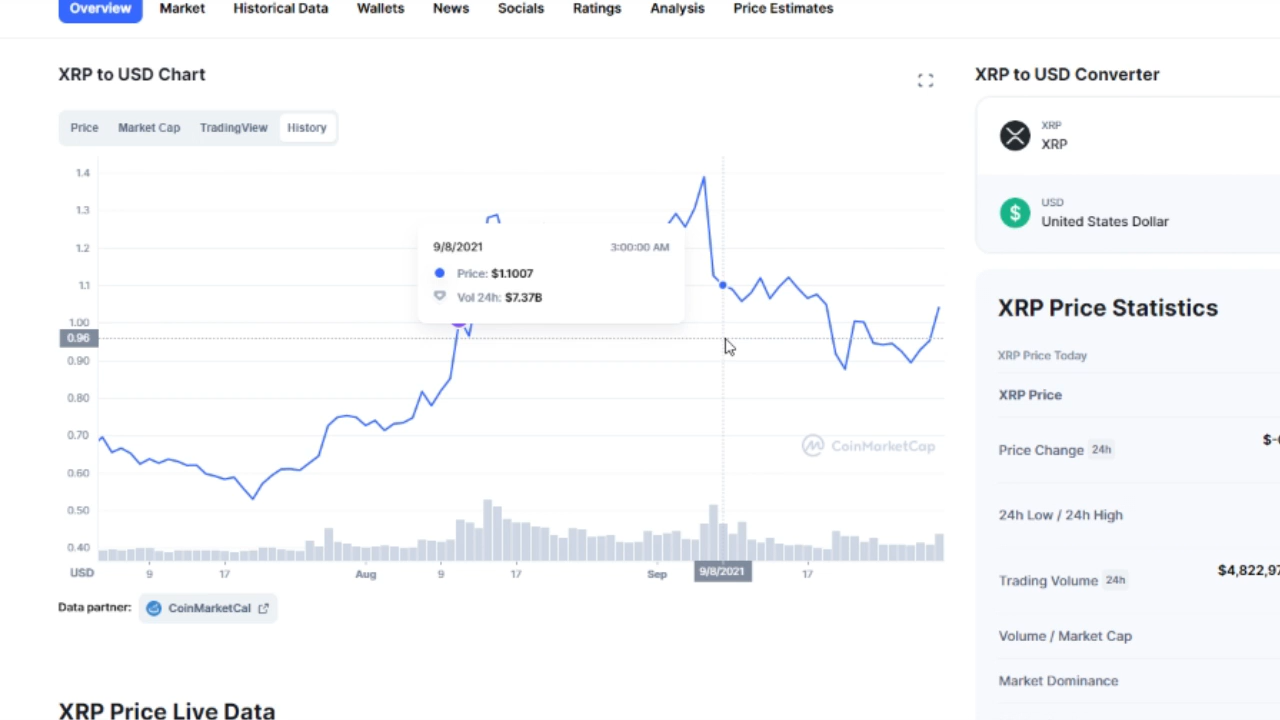 Overview Market Historical Data Wallets News Socials Ratings Analysis Price Estimates
XRP to USD Chart
Price Market Cap TradingView History
1.4
1.3
1.2
1.1
1.00
0.96
0.90
0.80
0.70
0.60
0.50
0.40
9/8/2021 3:00:00 AM
Price: $1.1007
Vol 24h: $7.37B
CoinMarketCap
USD 9 17 Aug 9 17 Sep 9/8/2021 17
Data partner: CoinMarketCal
XRP Price Live Data
XRP to USD Converter
XRP
XRP
USD
United States Dollar
XRP Price Statistics
XRP Price Today
XRP Price
Price Change 24h
24h Low / 24h High
Trading Volume 24h $4,822,97
Volume / Market Cap
Market Dominance